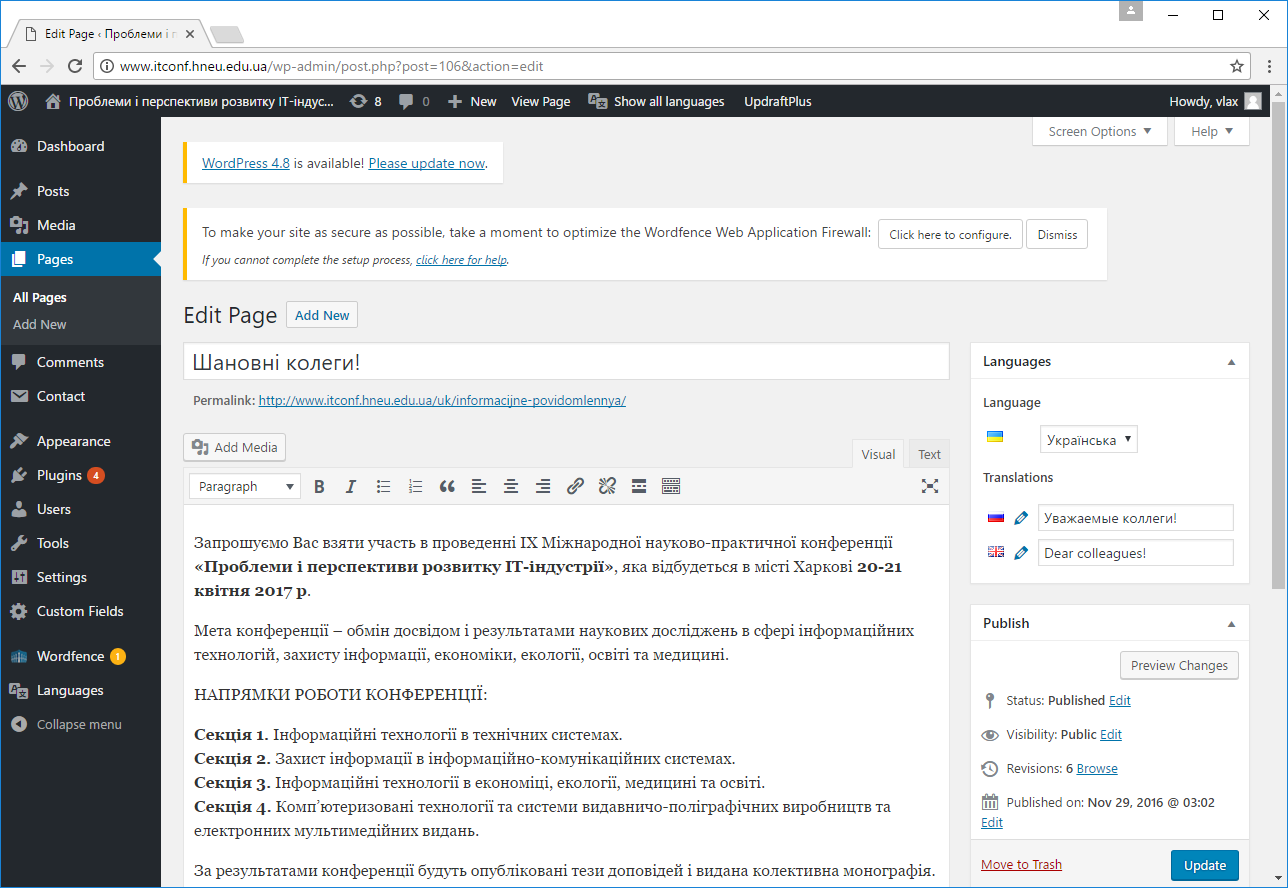 Edit Page ‹ Проблеми і п
www.itconf.hneu.edu.ua/wp-admin/post.php?post=106&action=edit
Проблеми і перспективи розвитку ІТ-індус... 8 0 New View Page Show all languages UpdraftPlus Howdy, vlax
Screen Options Help
Dashboard
Posts
Media
Pages
All Pages
Add New
Comments
Contact
Appearance
Plugins 4
Users
Tools
Settings
Custom Fields
Wordfence 1
Languages
Collapse menu
WordPress 4.8 is available! Please update now.
To make your site as secure as possible, take a moment to optimize the Wordfence Web Application Firewall: Click here to configure. Dismiss
If you cannot complete the setup process, click here for help.
Edit Page Add New
Шановні колеги!
Permalink: http://www.itconf.hneu.edu.ua/uk/informacijne-povidomlennya/
Add Media
Visual Text
Paragraph B I
Запрошуємо Вас взяти участь в проведенні ІХ Міжнародної науково-практичної конференції
«Проблеми і перспективи розвитку ІТ-індустрії», яка відбудеться в місті Харкові 20-21
квітня 2017 р.
Мета конференції – обмін досвідом і результатами наукових досліджень в сфері інформаційних
технологій, захисту інформації, економіки, екології, освіті та медицині.
НАПРЯМКИ РОБОТИ КОНФЕРЕНЦІЇ:
Секція 1. Інформаційні технології в технічних системах.
Секція 2. Захист інформації в інформаційно-комунікаційних системах.
Секція 3. Інформаційні технології в економіці, екології, медицині та освіті.
Секція 4. Комп’ютеризовані технології та системи видавничо-поліграфічних виробництв та
електронних мультимедійних видань.
За результатами конференції будуть опубліковані тези доповідей і видана колективна монографія.
Languages
Language
Українська
Translations
Уважаемые коллеги!
Dear colleagues!
Publish
Preview Changes
Status: Published Edit
Visibility: Public Edit
Revisions: 6 Browse
Published on: Nov 29, 2016 @ 03:02
Edit
Move to Trash Update